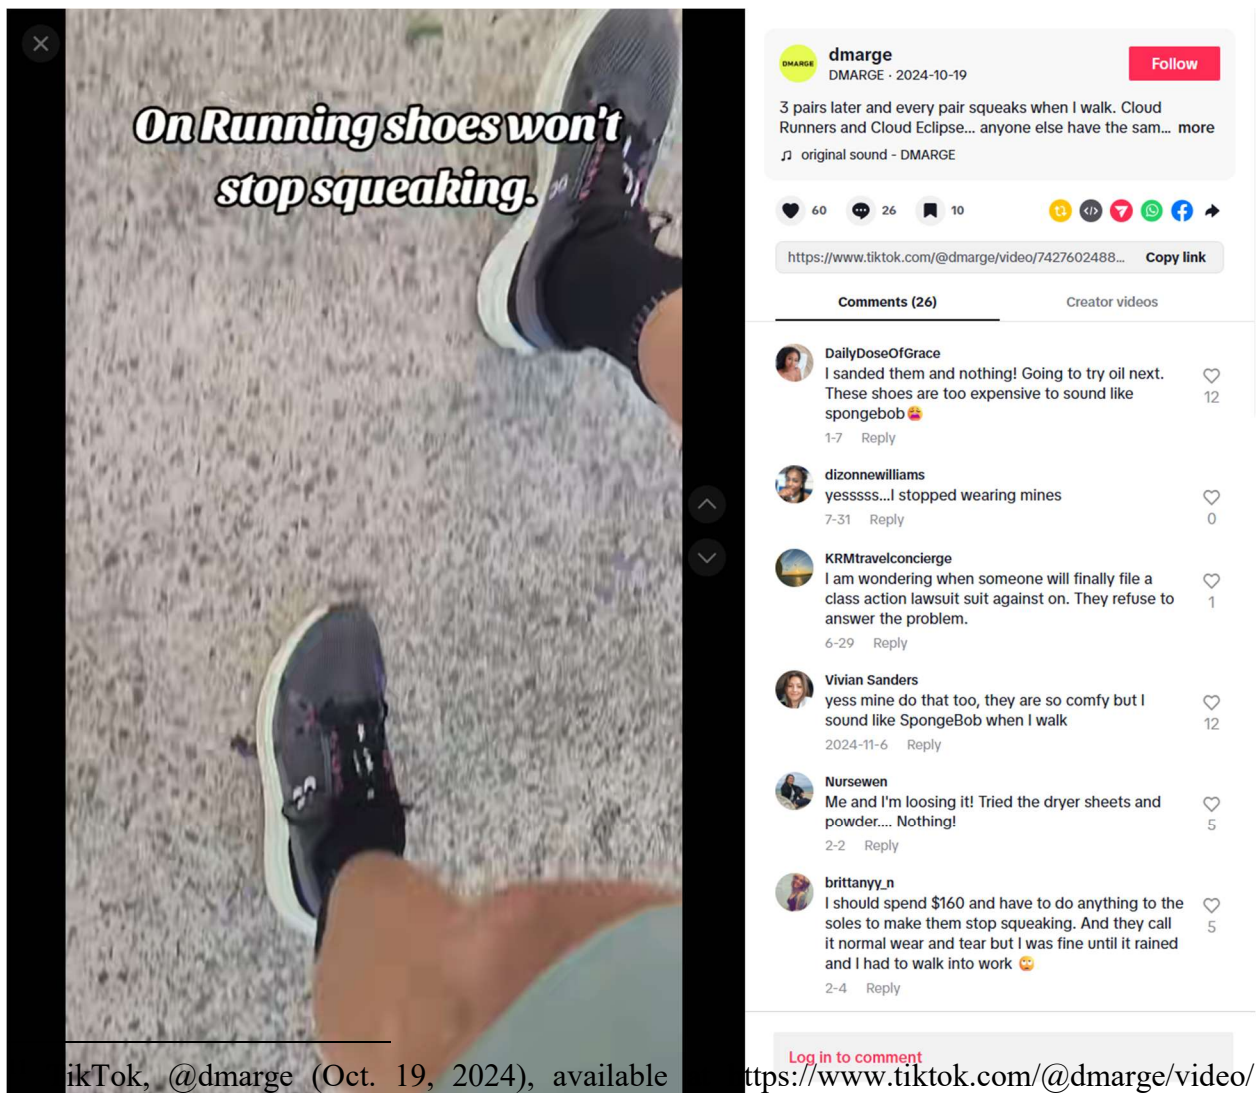 On Running shoes won't
stop squeaking.
DMARGE
dmarge
DMARGE · 2024-10-19
Follow
3 pairs later and every pair squeaks when I walk. Cloud
Runners and Cloud Eclipse... anyone else have the sam... more
original sound - DMARGE
60 26 10
https://www.tiktok.com/@dmarge/video/7427602488... Copy link
Comments (26) Creator videos
DailyDoseOfGrace
I sanded them and nothing! Going to try oil next.
These shoes are too expensive to sound like
spongebob😫
12
1-7 Reply
dizonnewilliams
yesssss...I stopped wearing mines
7-31 Reply
0
KRMtravelconcierge
I am wondering when someone will finally file a
class action lawsuit suit against on. They refuse to
answer the problem.
1
6-29 Reply
Vivian Sanders
yess mine do that too, they are so comfy but I
sound like SpongeBob when I walk
12
2024-11-6 Reply
Nursewen
Me and I'm loosing it! Tried the dryer sheets and
powder.... Nothing!
5
2-2 Reply
brittanyy_n
I should spend $160 and have to do anything to the
soles to make them stop squeaking. And they call
it normal wear and tear but I was fine until it rained
and I had to walk into work 🙄
5
2-4 Reply
Log in to comment
ikTok, @dmarge (Oct. 19, 2024), available ttps://www.tiktok.com/@dmarge/video/